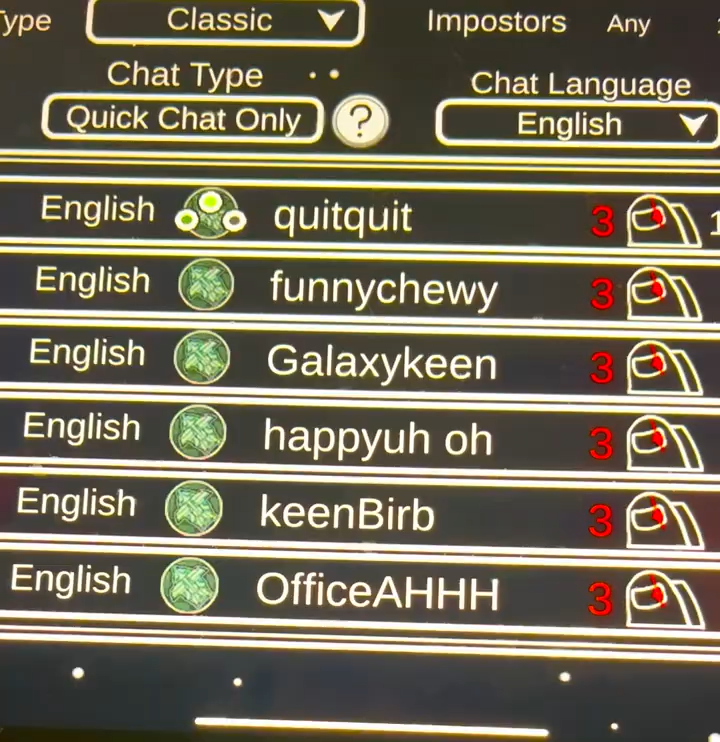 Type Classic Impostors Any
Chat Type Chat Language
Quick Chat Only ? English
English quitquit 3 1
English funnychewy 3
English Galaxykeen 3
English happyuh oh 3
English keenBirb 3
English OfficeAHHH 3